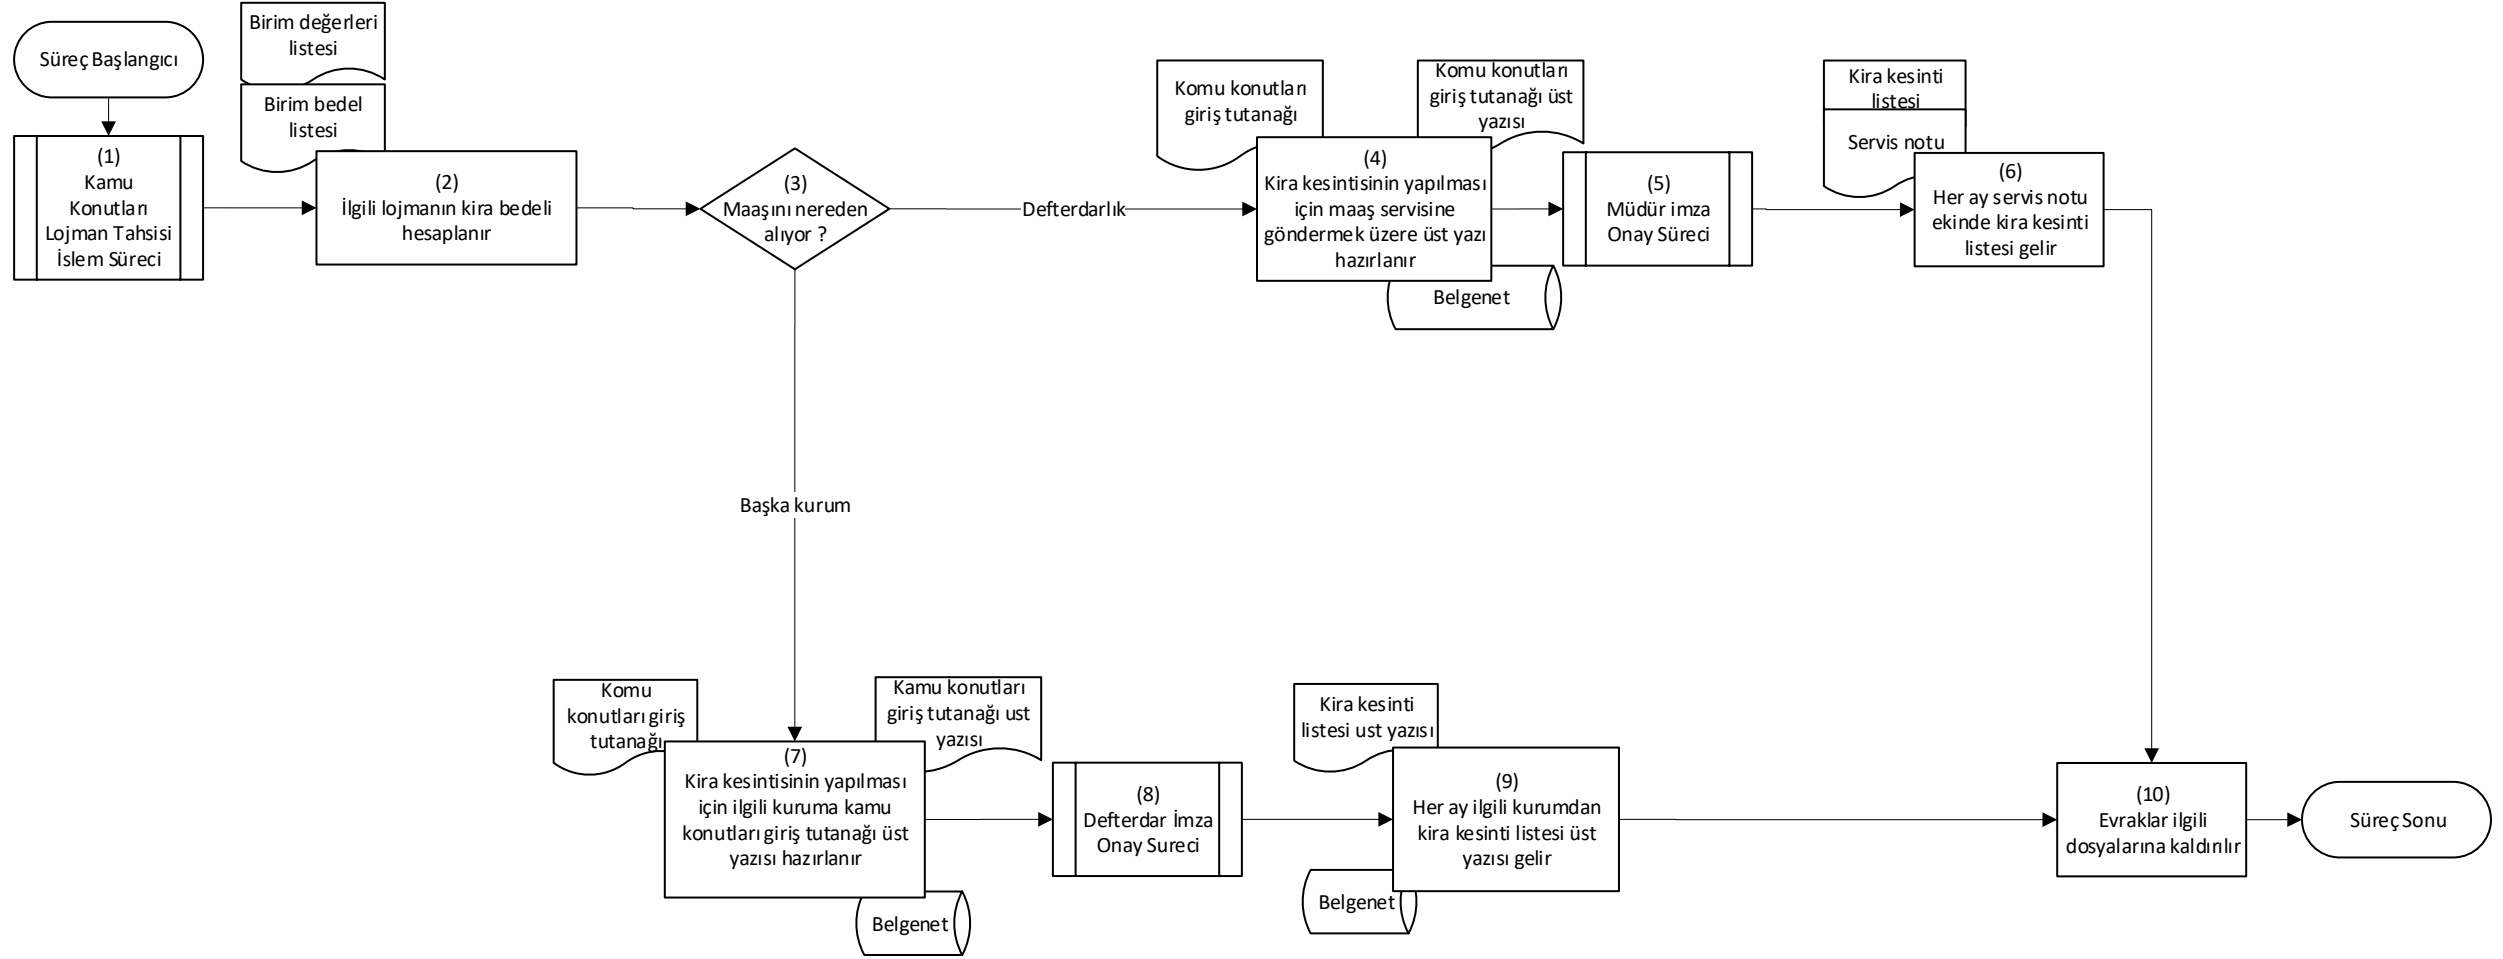 Süreç Başlangıcı
Birim değerleri
listesi
Birim bedel
listesi
(1)
Kamu
Konutları
Lojman Tahsisi
İslem Süreci
(2)
İlgili lojmanın kira bedeli
hesaplanır
(3)
Maaşını nereden
alıyor ?
Defterdarlık
Komu konutları
giriş tutanağı
Komu konutları
giriş tutanağı üst
yazısı
(4)
Kira kesintisinin yapılması
için maaş servisine
göndermek üzere üst yazı
hazırlanır
Belgenet
(5)
Müdür imza
Onay Süreci
Kira kesinti
listesi
Servis notu
(6)
Her ay servis notu
ekinde kira kesinti
listesi gelir
Başka kurum
Komu
konutları giriş
tutanağı
Kamu konutları
giriş tutanağı ust
yazısı
(7)
Kira kesintisinin yapılması
için ilgili kuruma kamu
konutları giriş tutanağı üst
yazısı hazırlanır
Belgenet
(8)
Defterdar İmza
Onay Sureci
Kira kesinti
listesi ust yazısı
(9)
Her ay ilgili kurumdan
kira kesinti listesi üst
yazısı gelir
Belgenet
(10)
Evraklar ilgili
dosyalarına kaldırılır
Süreç Sonu